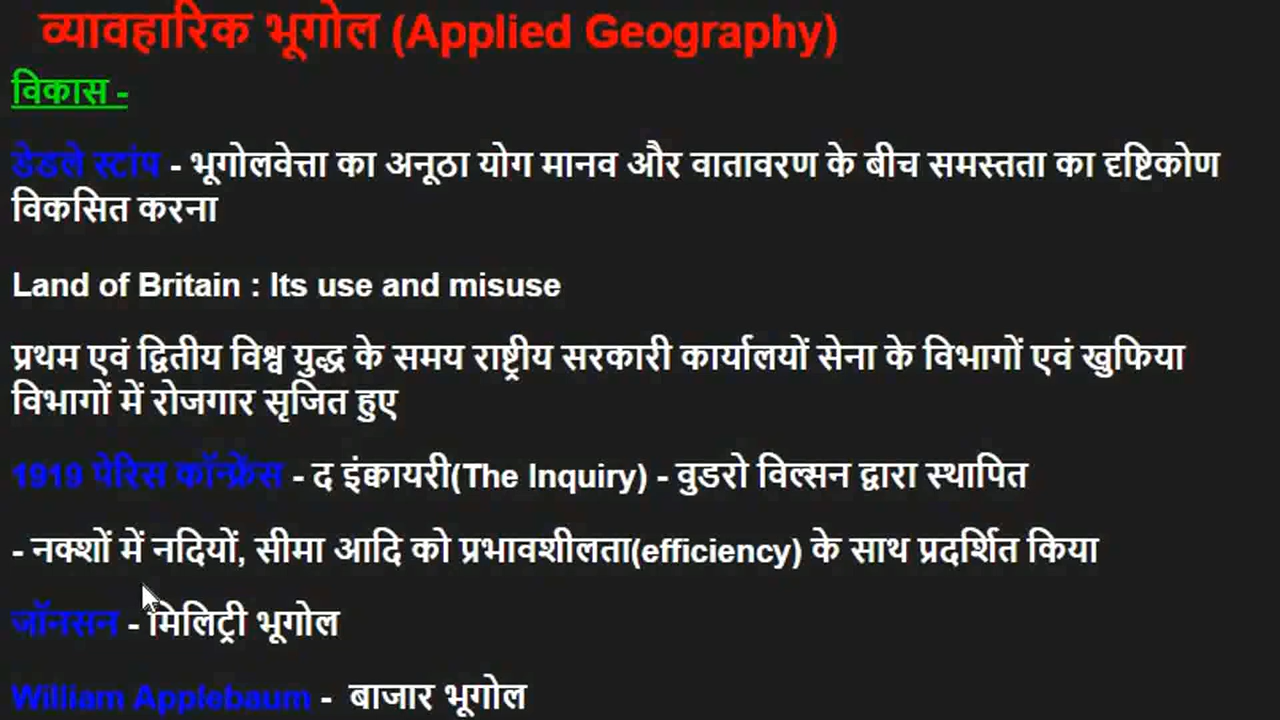 व्यावहारिक भूगोल (Applied Geography)
विकास -
डेडले स्टांप - भूगोलवेत्ता का अनूठा योग मानव और वातावरण के बीच समस्तता का दृष्टिकोण
विकसित करना
Land of Britain : Its use and misuse
प्रथम एवं द्वितीय विश्व युद्ध के समय राष्ट्रीय सरकारी कार्यालयों सेना के विभागों एवं खुफिया
विभागों में रोजगार सृजित हुए
1919 पेरिस कॉन्फ्रेंस - द इंक्वायरी(The Inquiry) - वुडरो विल्सन द्वारा स्थापित
- नक्शों में नदियों, सीमा आदि को प्रभावशीलता(efficiency) के साथ प्रदर्शित किया
जॉनसन - मिलिट्री भूगोल
William Applebaum - बाजार भूगोल